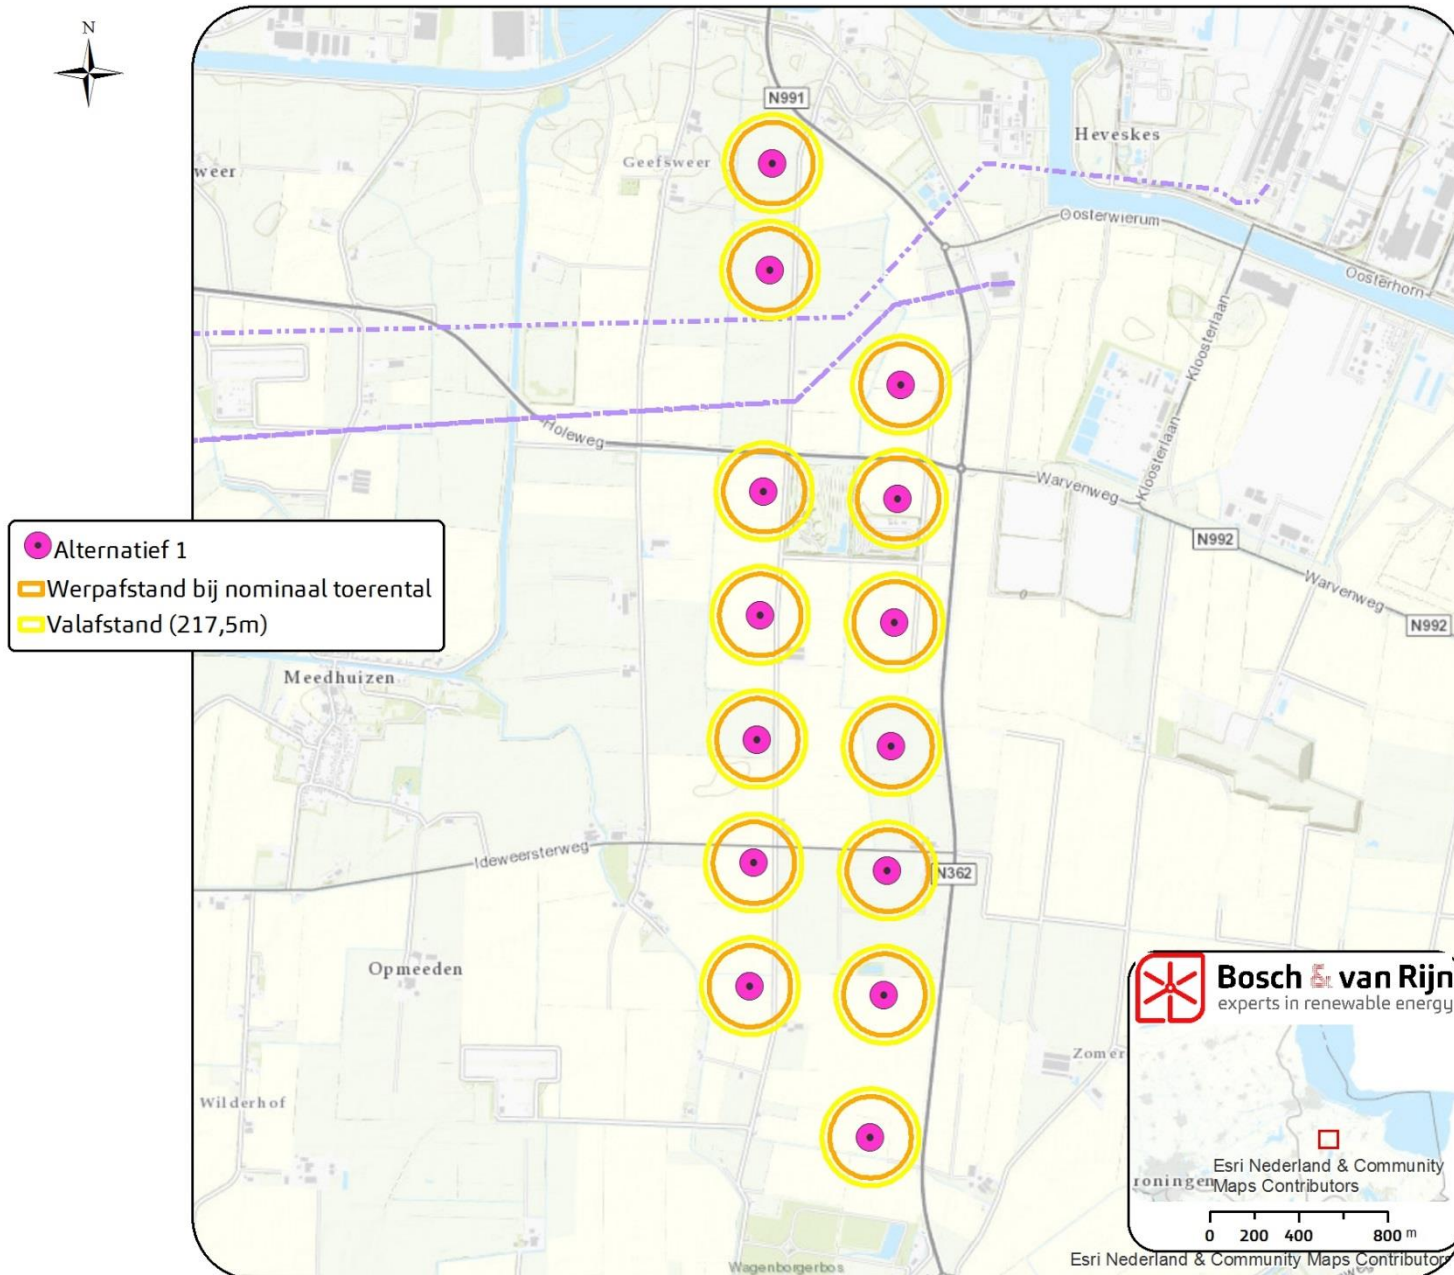 N
N991
Heveskes
Geefsweer
weer
Oosterwierum
Oosterhorn
Kloosterlaan
Kloosterlaan
Holeweg
Warvenweg
N992
Warvenweg
N992
Alternatief 1
Werpafstand bij nominaal toerental
Valafstand (217,5m)
Meedhuizen
Ideweersterweg
N362
Opmeeden
Zomer
Wilderhof
Wagenborgerbos
Bosch & van Rijn
experts in renewable energy
roningen
Esri Nederland & Community
Maps Contributors
0 200 400 800 m
Esri Nederland & Community Maps Contributors